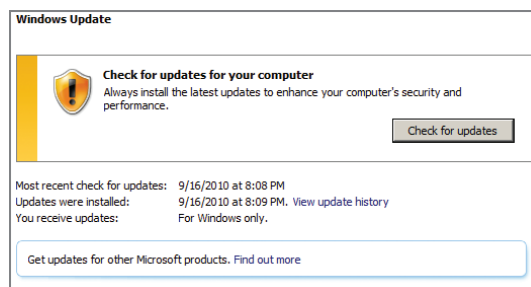 Windows Update
Check for updates for your computer
Always install the latest updates to enhance your computer's security and
performance.
Check for updates
Most recent check for updates: 9/16/2010 at 8:08 PM
Updates were installed: 9/16/2010 at 8:09 PM. View update history
You receive updates: For Windows only.
Get updates for other Microsoft products. Find out more